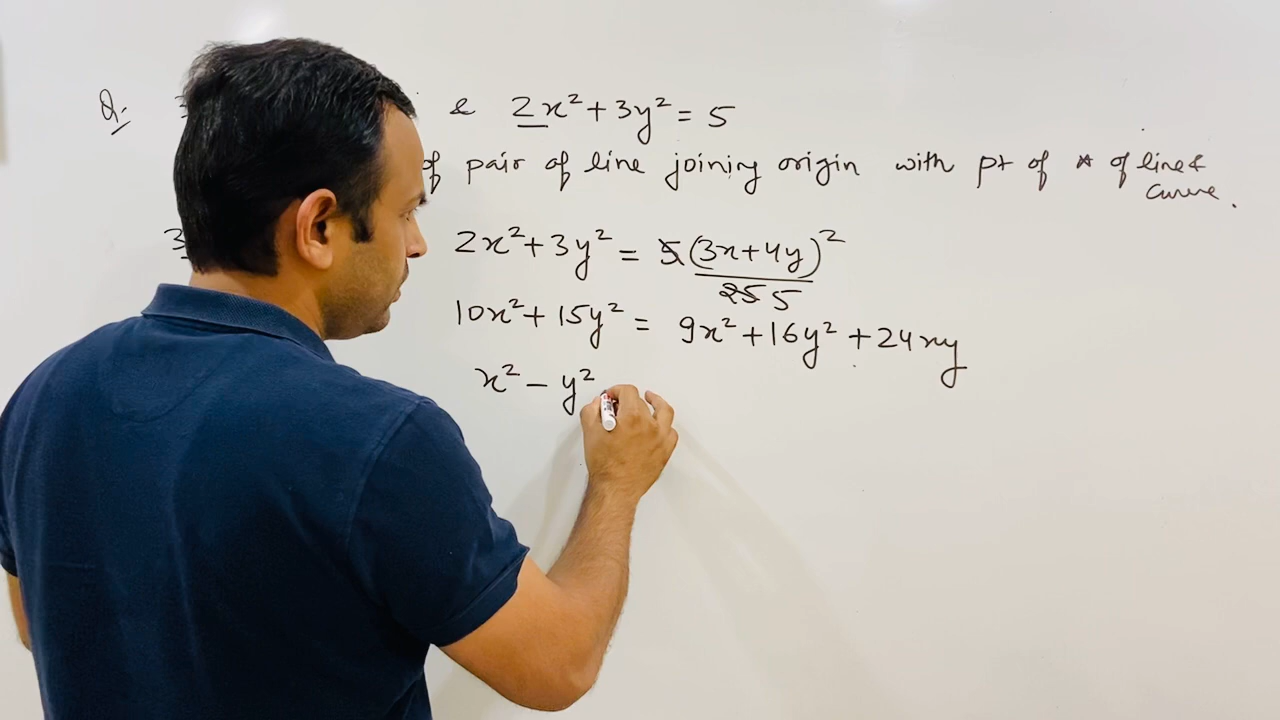 Q. 3 & 2x² + 3y² = 5
of pair of line joining origin with pt of of line &
curve.
3 2x² + 3y² = 5(3x+4y)² / 25 5
10x² + 15y² = 9x² + 16y² + 24xy
x² - y²